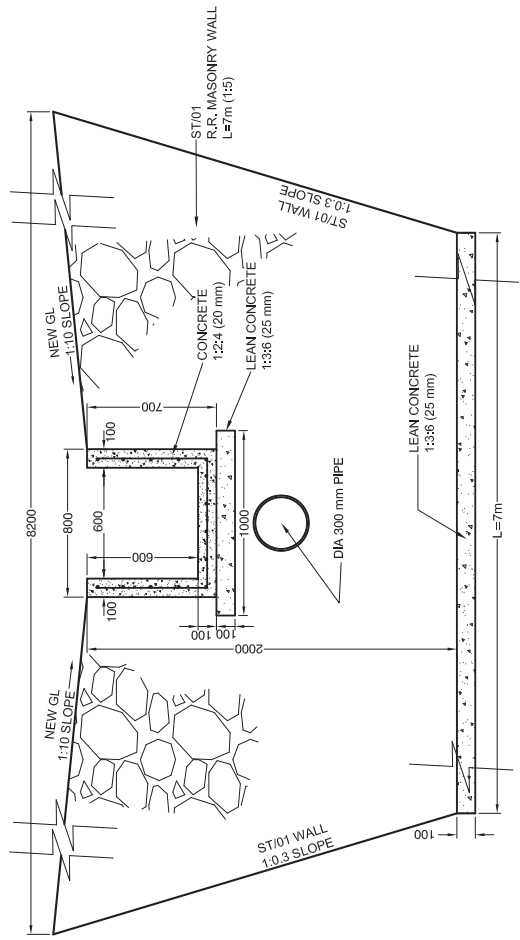 8200
NEW GL
1:10 SLOPE
NEW GL
1:10 SLOPE
800
100
600
100
600
700
100
100
1000
2000
CONCRETE
1:2:4 (20 mm)
LEAN CONCRETE
1:3:6 (25 mm)
ST/01
R.R. MASONRY WALL
L=7m (1:5)
ST/01 WALL
1:0.3 SLOPE
ST/01 WALL
1:0.3 SLOPE
DIA 300 mm PIPE
LEAN CONCRETE
1:3:6 (25 mm)
100
L=7m